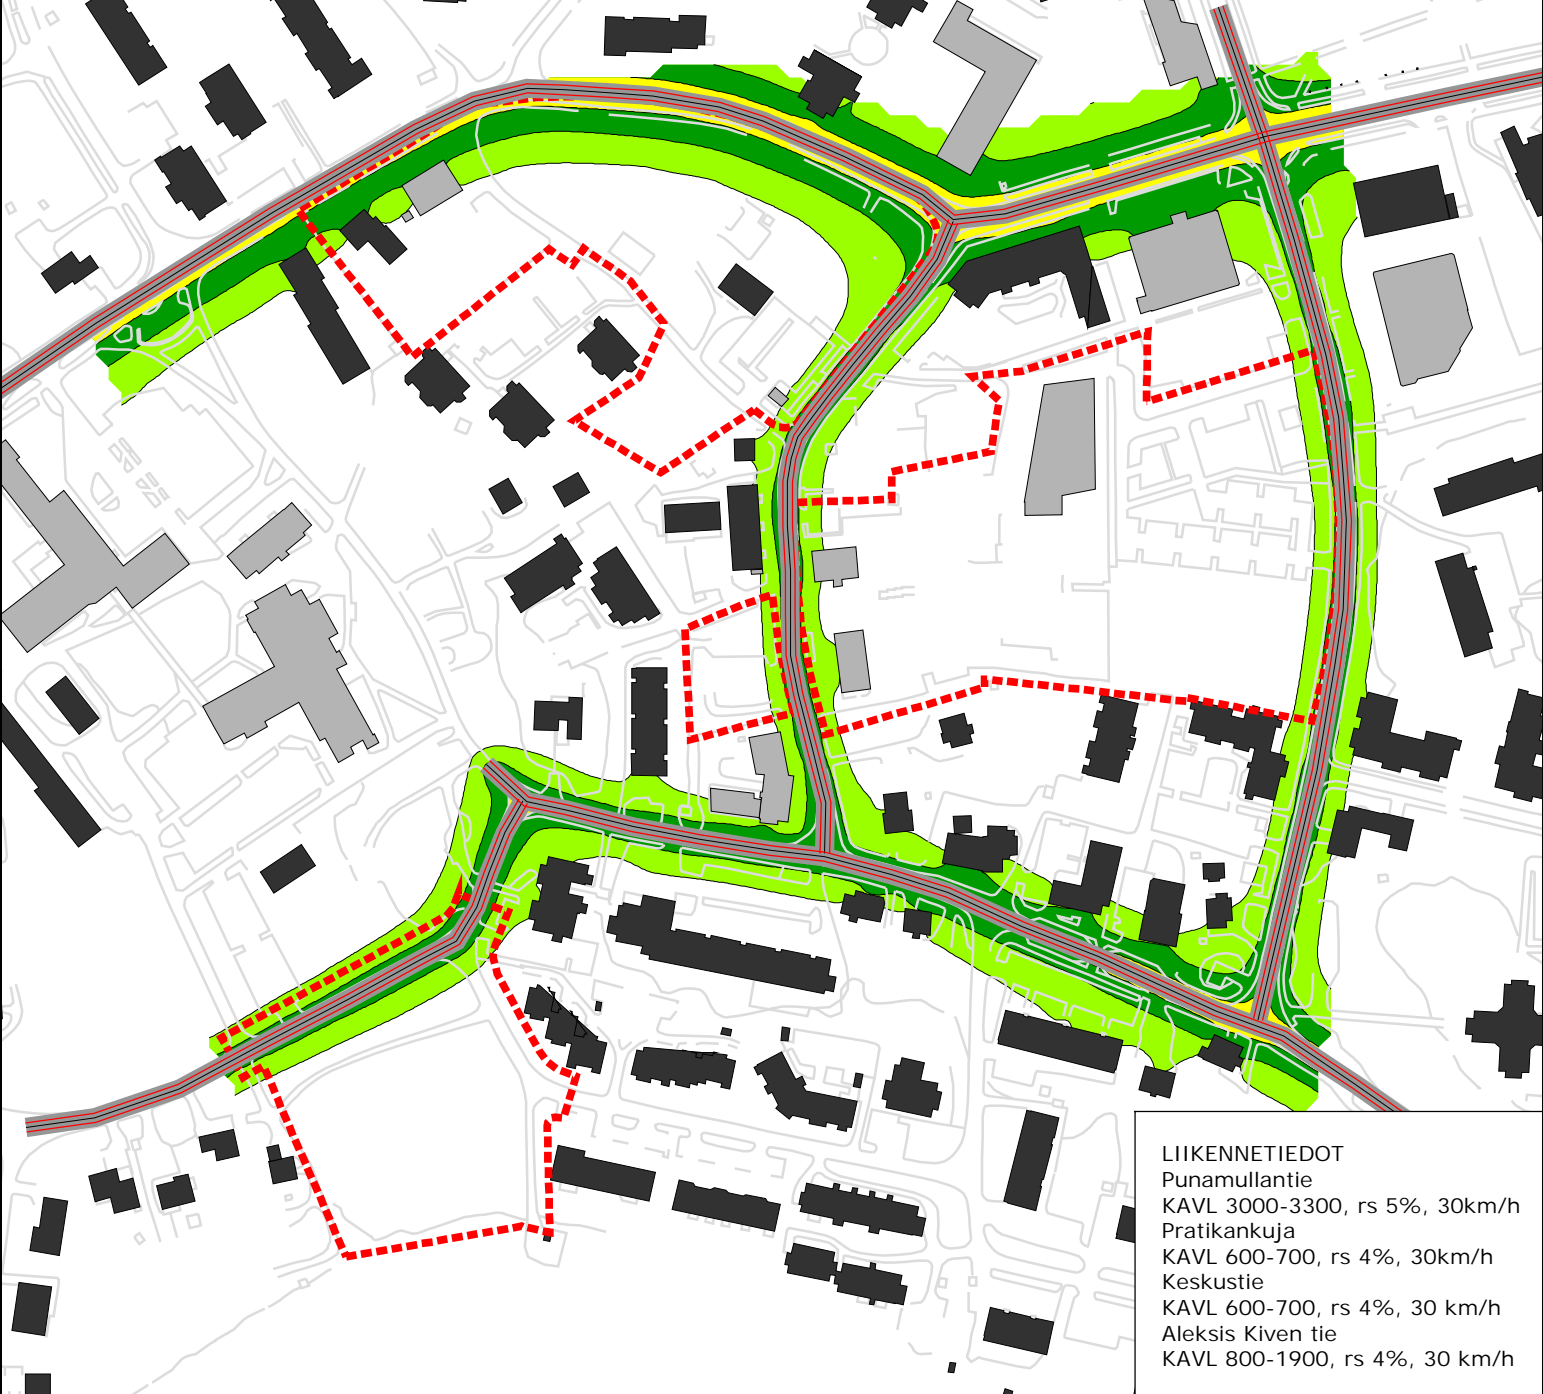 LIIKENNETIEDOT
Punamullantie
KAVL 3000-3300, rs 5%, 30km/h
Pratikankuja
KAVL 600-700, rs 4%, 30km/h
Keskustie
KAVL 600-700, rs 4%, 30 km/h
Aleksis Kiven tie
KAVL 800-1900, rs 4%, 30 km/h